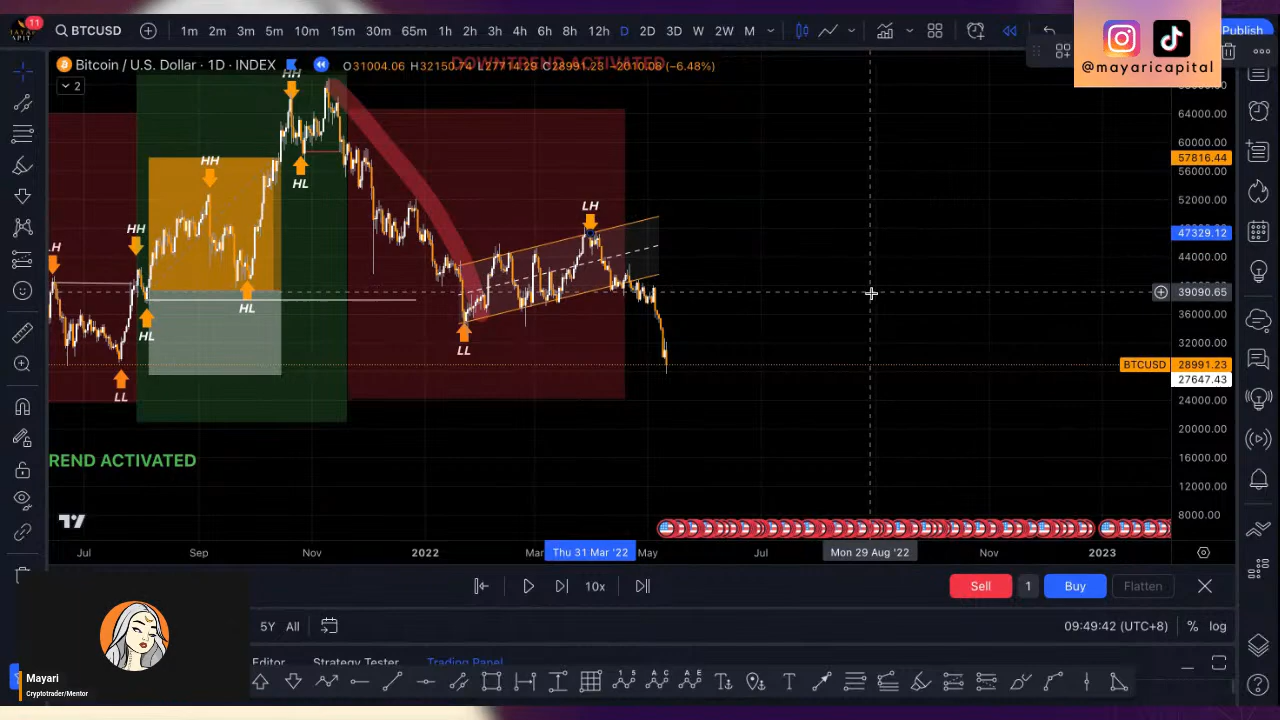 11
BTCUSD
1m 2m 3m 5m 10m 15m 30m 65m 1h 2h 3h 4h 6h 8h 12h D 2D 3D W 2W M
Publish
@mayaricapital
Bitcoin / U.S. Dollar · 1D · INDEX
O31004.06 H32150.74 L27714.29 C28991.23 −2010.08 (−6.48%)
DOWNTREND ACTIVATED
2
HH
HL
HH
HH
HL
HL
LL
LH
LL
REND ACTIVATED
64000.00
60000.00
57816.44
56000.00
52000.00
47329.12
44000.00
39090.65
36000.00
32000.00
BTCUSD 28991.23
27647.43
24000.00
20000.00
16000.00
12000.00
8000.00
Jul Sep Nov 2022 Mar Thu 31 Mar '22 May Jul Mon 29 Aug '22 Nov 2023
10x
Sell 1 Buy Flatten
5Y All
09:49:42 (UTC+8) % log
Editor Strategy Tester Trading Panel
Mayari
Cryptotrader/Mentor